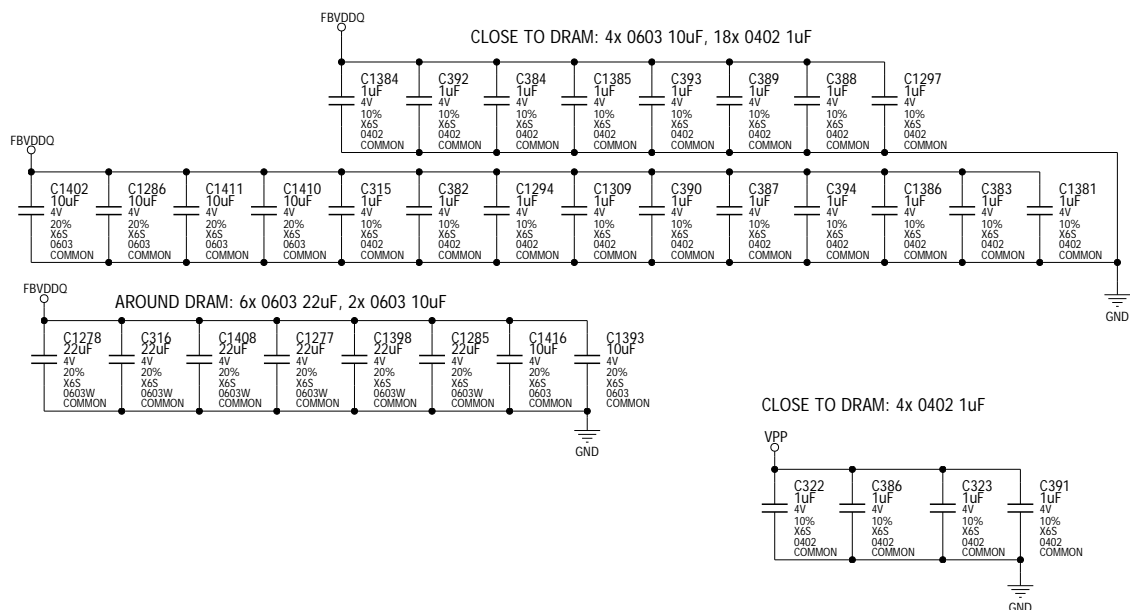 FBVDDQ
CLOSE TO DRAM: 4x 0603 10uF, 18x 0402 1uF
C1384 C392 C384 C1385 C393 C389 C388 C1297
1uF 1uF 1uF 1uF 1uF 1uF 1uF 1uF
4V 4V 4V 4V 4V 4V 4V 4V
10% 10% 10% 10% 10% 10% 10% 10%
X6S X6S X6S X6S X6S X6S X6S X6S
0402 0402 0402 0402 0402 0402 0402 0402
COMMON COMMON COMMON COMMON COMMON COMMON COMMON COMMON
FBVDDQ
C1402 C1286 C1411 C1410 C315 C382 C1294 C1309 C390 C387 C394 C1386 C383 C1381
10uF 10uF 10uF 10uF 1uF 1uF 1uF 1uF 1uF 1uF 1uF 1uF 1uF 1uF
4V 4V 4V 4V 4V 4V 4V 4V 4V 4V 4V 4V 4V 4V
20% 20% 20% 20% 10% 10% 10% 10% 10% 10% 10% 10% 10% 10%
X6S X6S X6S X6S X6S X6S X6S X6S X6S X6S X6S X6S X6S X6S
0603 0603 0603 0603 0402 0402 0402 0402 0402 0402 0402 0402 0402 0402
COMMON COMMON COMMON COMMON COMMON COMMON COMMON COMMON COMMON COMMON COMMON COMMON COMMON COMMON
GND
FBVDDQ
AROUND DRAM: 6x 0603 22uF, 2x 0603 10uF
C1278 C316 C1408 C1277 C1398 C1285 C1416 C1393
22uF 22uF 22uF 22uF 22uF 22uF 10uF 10uF
4V 4V 4V 4V 4V 4V 4V 4V
20% 20% 20% 20% 20% 20% 20% 20%
X6S X6S X6S X6S X6S X6S X6S X6S
0603W 0603W 0603W 0603W 0603W 0603W 0603 0603
COMMON COMMON COMMON COMMON COMMON COMMON COMMON COMMON
GND
CLOSE TO DRAM: 4x 0402 1uF
VPP
C322 C386 C323 C391
1uF 1uF 1uF 1uF
4V 4V 4V 4V
10% 10% 10% 10%
X6S X6S X6S X6S
0402 0402 0402 0402
COMMON COMMON COMMON COMMON
GND